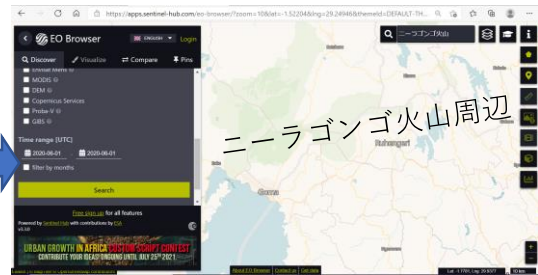 https://apps.sentinel-hub.com/eo-browser/?zoom=10&lat=-1.52204&lng=29.24946&themeId=DEFAULT-TH...
EO Browser
ENGLISH
Login
Discover
Visualize
Compare
Pins
ニーラゴンゴ火山
MODIS
DEM
Copernicus Services
Proba-V
GIBS
Time range [UTC]
2020-06-01
2020-06-01
filter by months
Search
Free sign up for all features
Powered by Sentinel Hub with contributions by ESA
URBAN GROWTH IN AFRICA CUSTOM SCRIPT CONTEST
CONTRIBUTE YOUR IDEAS! ONGOING UNTIL JULY 25TH 2021
ニーラゴンゴ火山周辺
Ruhengeri
Goma
About EO Browser
Contact us
Get data
10 km